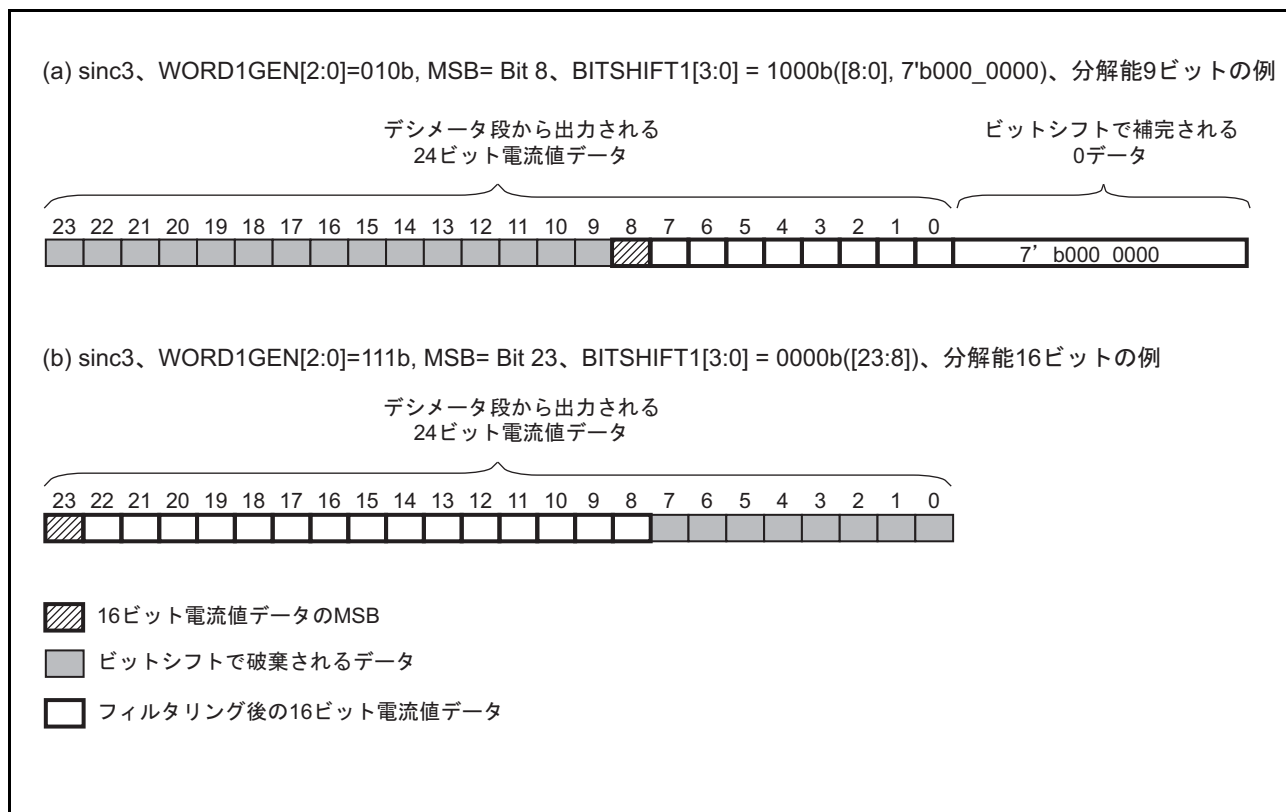 (a) sinc3、WORD1GEN[2:0]=010b, MSB= Bit 8、BITSHIFT1[3:0] = 1000b([8:0], 7'b000_0000)、分解能9ビットの例
デシメータ段から出力される
24ビット電流値データ
ビットシフトで補完される
0データ
23 22 21 20 19 18 17 16 15 14 13 12 11 10 9 8 7 6 5 4 3 2 1 0
7’ b000_0000
(b) sinc3、WORD1GEN[2:0]=111b, MSB= Bit 23、BITSHIFT1[3:0] = 0000b([23:8])、分解能16ビットの例
デシメータ段から出力される
24ビット電流値データ
23 22 21 20 19 18 17 16 15 14 13 12 11 10 9 8 7 6 5 4 3 2 1 0
16ビット電流値データのMSB
ビットシフトで破棄されるデータ
フィルタリング後の16ビット電流値データ